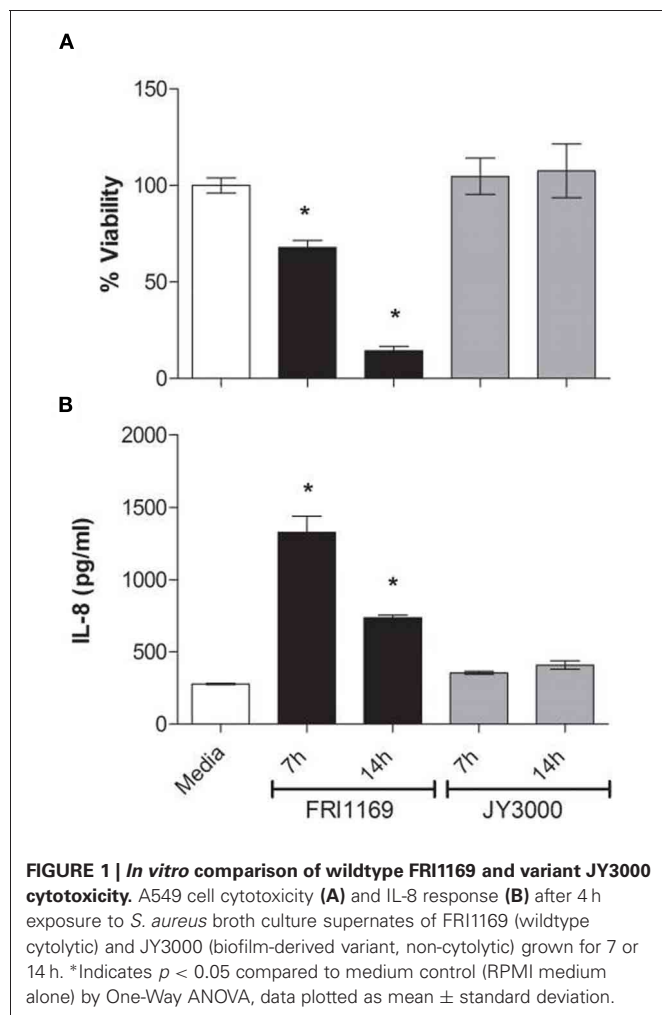 A
150
100
50
0
% Viability
*
*
B
2000
1500
1000
500
0
IL-8 (pg/ml)
*
*
Media
7h
14h
7h
14h
FRI1169
JY3000
FIGURE 1 | In vitro comparison of wildtype FRI1169 and variant JY3000
cytotoxicity. A549 cell cytotoxicity (A) and IL-8 response (B) after 4 h
exposure to S. aureus broth culture supernates of FRI1169 (wildtype
cytolytic) and JY3000 (biofilm-derived variant, non-cytolytic) grown for 7 or
14 h. *Indicates p < 0.05 compared to medium control (RPMI medium
alone) by One-Way ANOVA, data plotted as mean ± standard deviation.